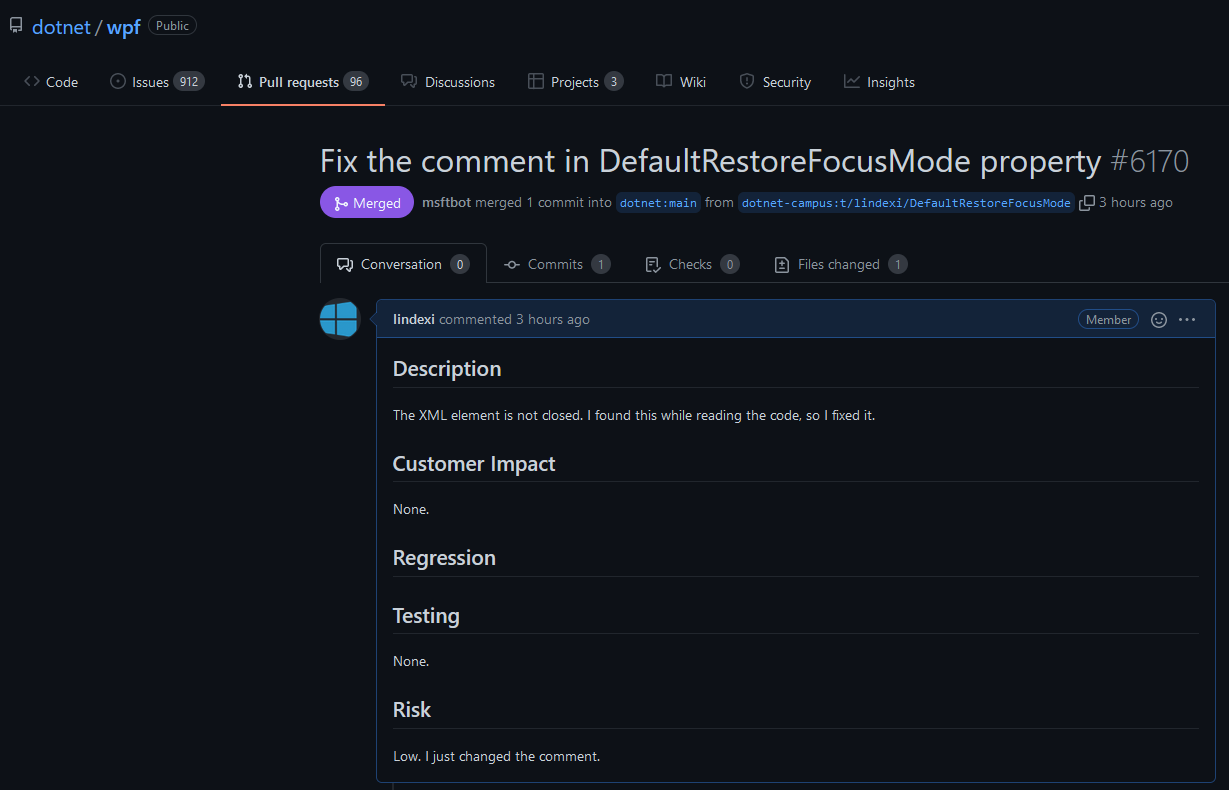 dotnet / wpf Public
Code Issues 912 Pull requests 96 Discussions Projects 3 Wiki Security Insights
Fix the comment in DefaultRestoreFocusMode property #6170
Merged msftbot merged 1 commit into dotnet:main from dotnet-campus:t/lindexi/DefaultRestoreFocusMode 3 hours ago
Conversation 0 Commits 1 Checks 0 Files changed 1
lindexi commented 3 hours ago Member
Description
The XML element is not closed. I found this while reading the code, so I fixed it.
Customer Impact
None.
Regression
Testing
None.
Risk
Low. I just changed the comment.